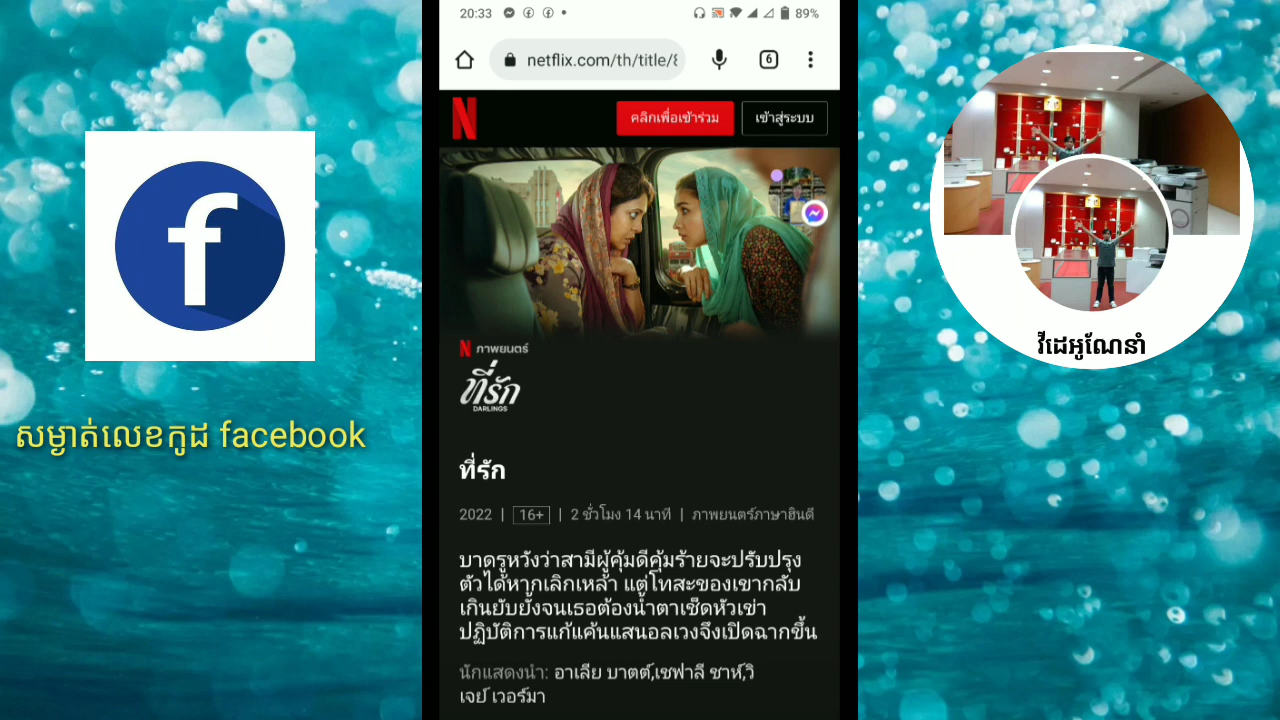 20:33
89%
netflix.com/th/title/8
6
คลิกเพื่อเข้าร่วม
เข้าสู่ระบบ
N ภาพยนตร์
ที่รัก
DARLINGS
ที่รัก
2022 | 16+ | 2 ชั่วโมง 14 นาที | ภาพยนตร์ภาษาฮินดี
บาดรูหวังว่าสามีผู้คุ้มดีคุ้มร้ายจะปรับปรุง
ตัวได้หากเลิกเหล้า แต่โทสะของเขากลับ
เกินยับยั้งจนเธอต้องน้ำตาเช็ดหัวเข่า
ปฏิบัติการแก้แค้นแสนอลเวงจึงเปิดฉากขึ้น
นักแสดงนำ: อาเลีย บาตต์,เชฟาลี ชาห์,วิ
เจย์ เวอร์มา
សម្ងាត់លេខកូដ facebook
វីដេអូណែនាំ